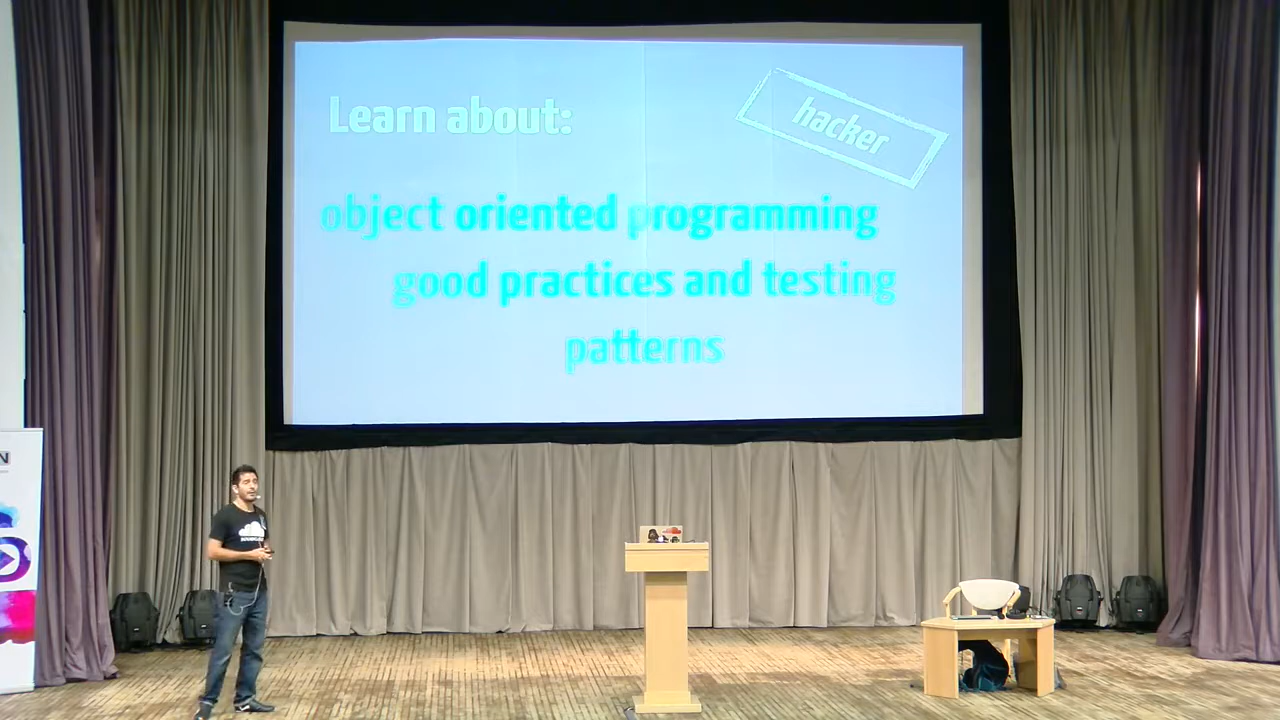 Learn about:
hacker
object oriented programming
good practices and testing
patterns
N